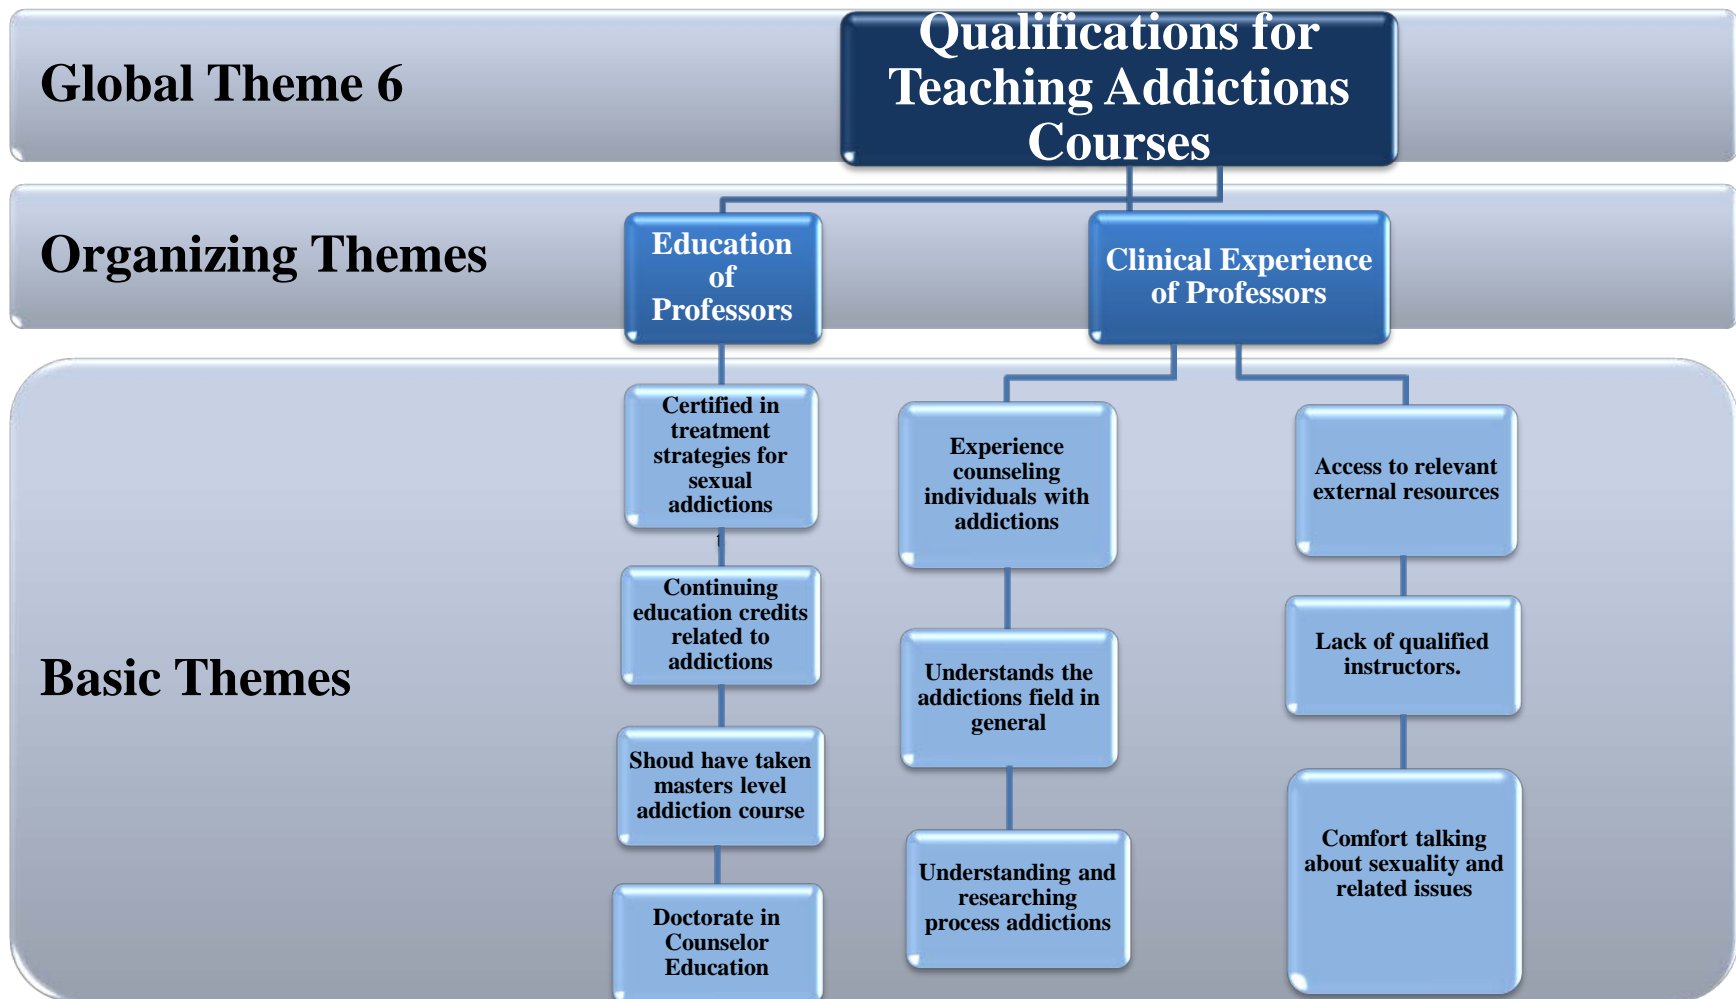 Global Theme 6
Qualifications for
Teaching Addictions
Courses
Organizing Themes
Education
of
Professors
Clinical Experience
of Professors
Basic Themes
Certified in
treatment
strategies for
sexual
addictions
Continuing
education credits
related to
addictions
Shoud have taken
masters level
addiction course
Doctorate in
Counselor
Education
Experience
counseling
individuals with
addictions
Understands the
addictions field in
general
Understanding and
researching
process addictions
Access to relevant
external resources
Lack of qualified
instructors.
Comfort talking
about sexuality and
related issues